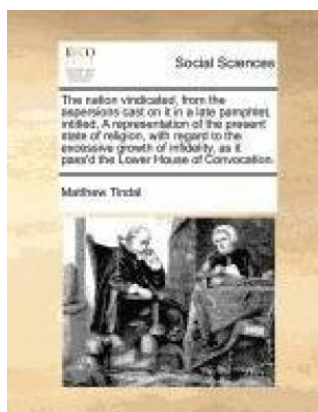 ECCO
Social Sciences
The nation vindicated, from the
aspersions cast on it in a late pamphlet,
intitled, A representation of the present
state of religion, with regard to the
excessive growth of infidelity, as it
pass'd the Lower House of Convocation.
Matthew Tindal